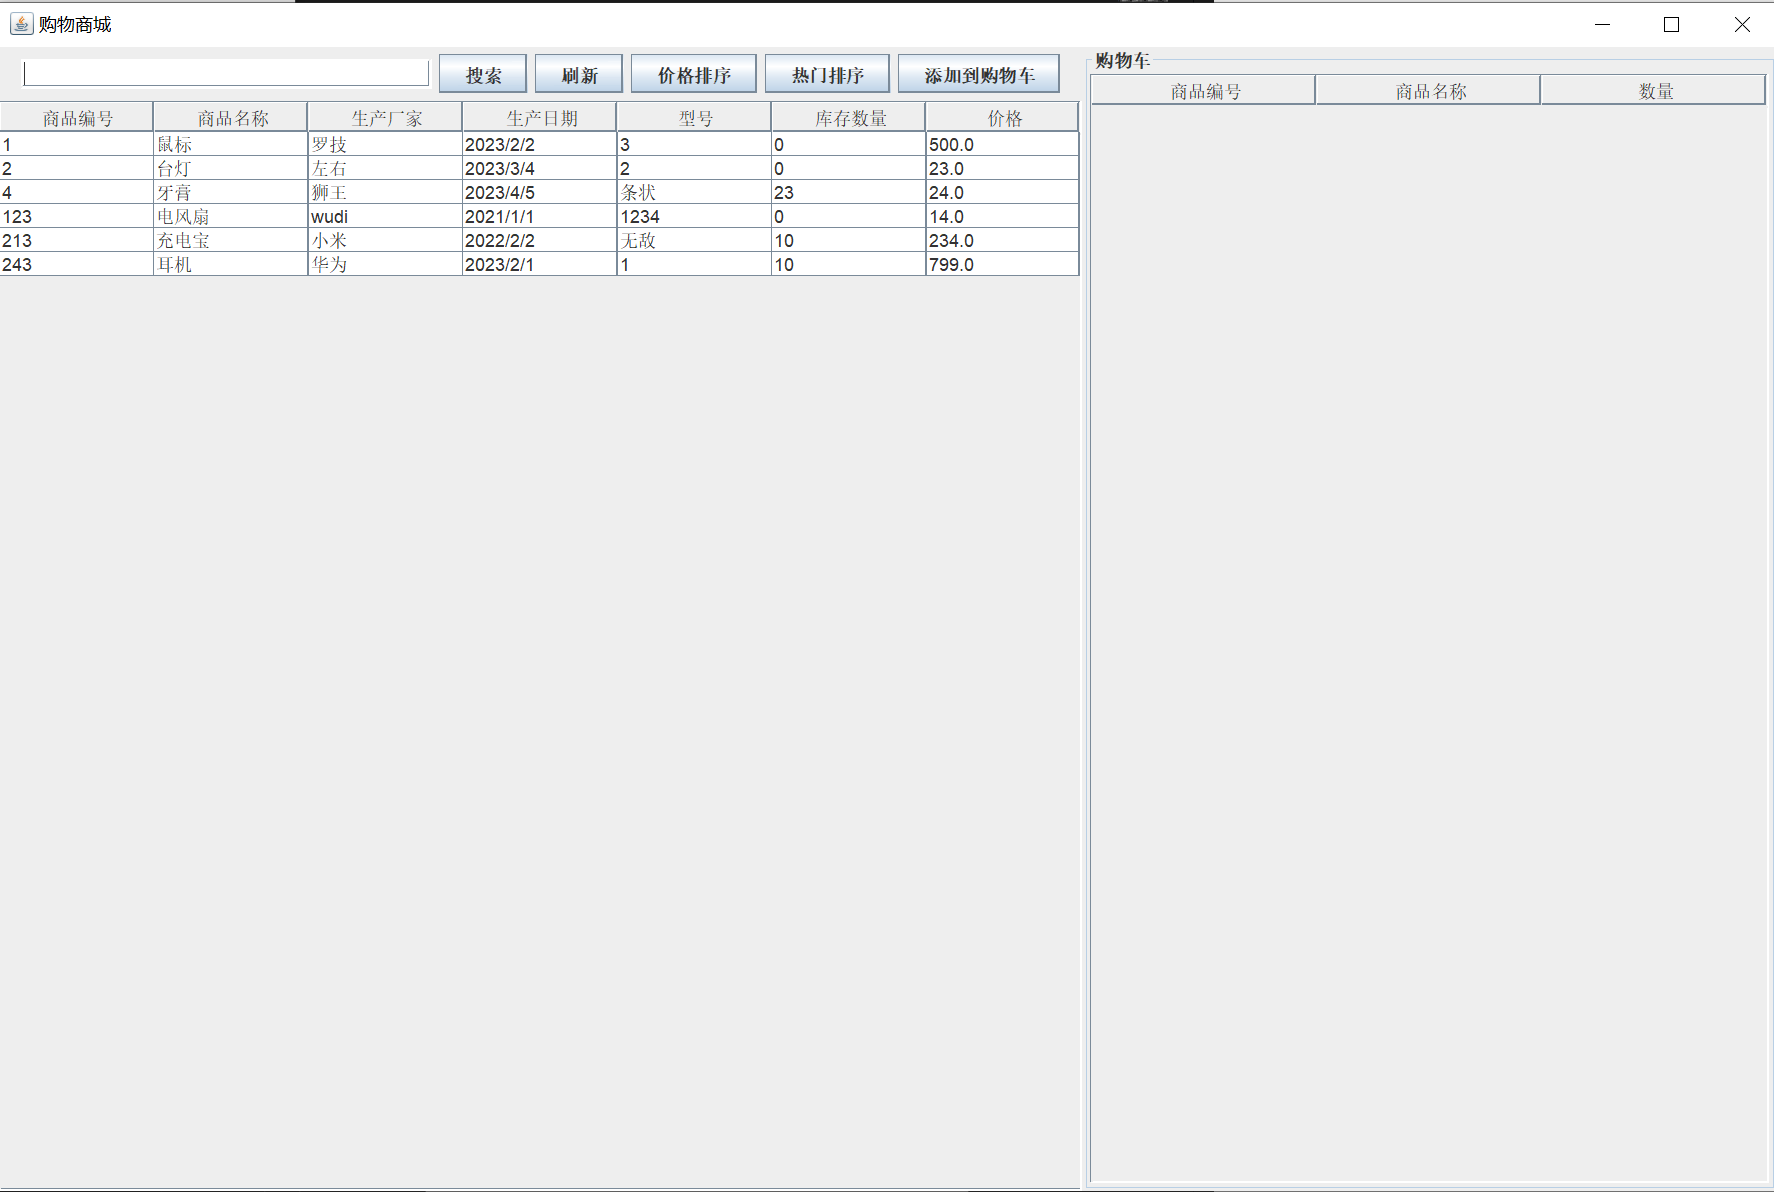 购物商城
搜索 刷新 价格排序 热门排序 添加到购物车
商品编号 商品名称 生产厂家 生产日期 型号 库存数量 价格
1 鼠标 罗技 2023/2/2 3 0 500.0
2 台灯 左右 2023/3/4 2 0 23.0
4 牙膏 狮王 2023/4/5 条状 23 24.0
123 电风扇 wudi 2021/1/1 1234 0 14.0
213 充电宝 小米 2022/2/2 无敌 10 234.0
243 耳机 华为 2023/2/1 1 10 799.0
购物车
商品编号 商品名称 数量